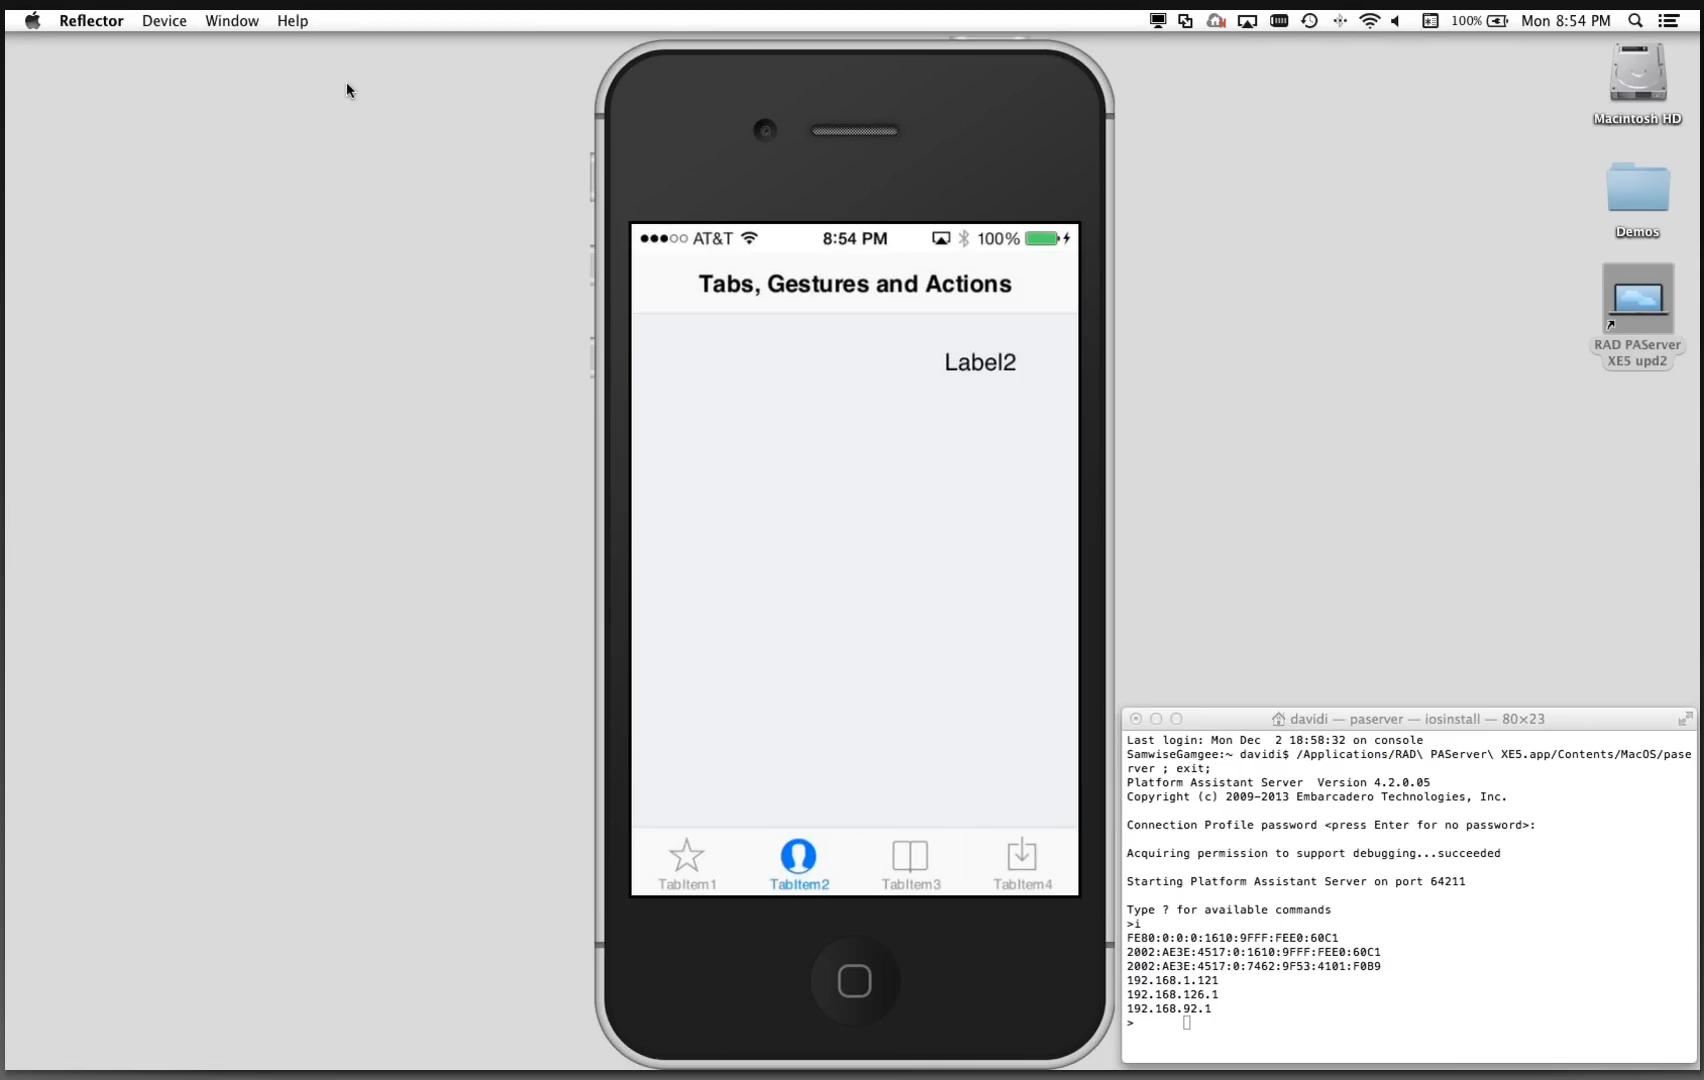 Reflector Device Window Help 100% Mon 8:54 PM
Macintosh HD
Demos
RAD PAServer
XE5 upd2
AT&T 8:54 PM 100%
Tabs, Gestures and Actions
Label2
TabItem1 TabItem2 TabItem3 TabItem4
davidi — paserver — iosinstall — 80×23
Last login: Mon Dec  2 18:58:32 on console
SamwiseGamgee:~ davidi$ /Applications/RAD\ PAServer\ XE5.app/Contents/MacOS/pase
rver ; exit;
Platform Assistant Server  Version 4.2.0.05
Copyright (c) 2009-2013 Embarcadero Technologies, Inc.
Connection Profile password <press Enter for no password>:
Acquiring permission to support debugging...succeeded
Starting Platform Assistant Server on port 64211
Type ? for available commands
>i
FE80:0:0:0:1610:9FFF:FEE0:60C1
2002:AE3E:4517:0:1610:9FFF:FEE0:60C1
2002:AE3E:4517:0:7462:9F53:4101:F0B9
192.168.1.121
192.168.126.1
192.168.92.1
>